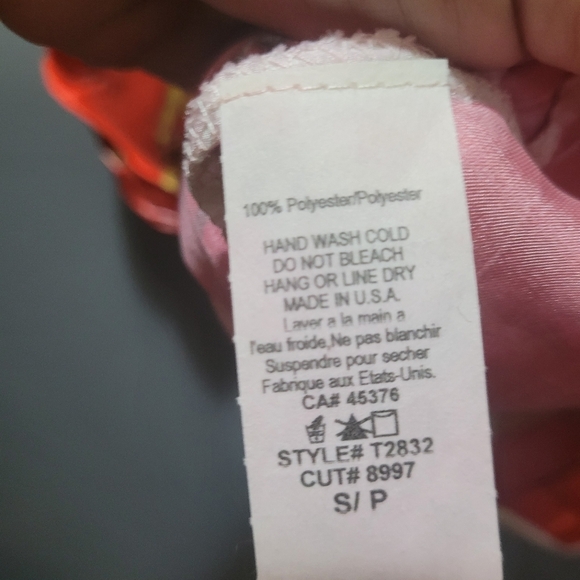 100% Polyester/Polyester
HAND WASH COLD
DO NOT BLEACH
HANG OR LINE DRY
MADE IN U.S.A.
Laver a la main a
l'eau froide,Ne pas blanchir
Suspendre pour secher
Fabrique aux Etats-Unis.
CA# 45376
STYLE# T2832
CUT# 8997
S/ P